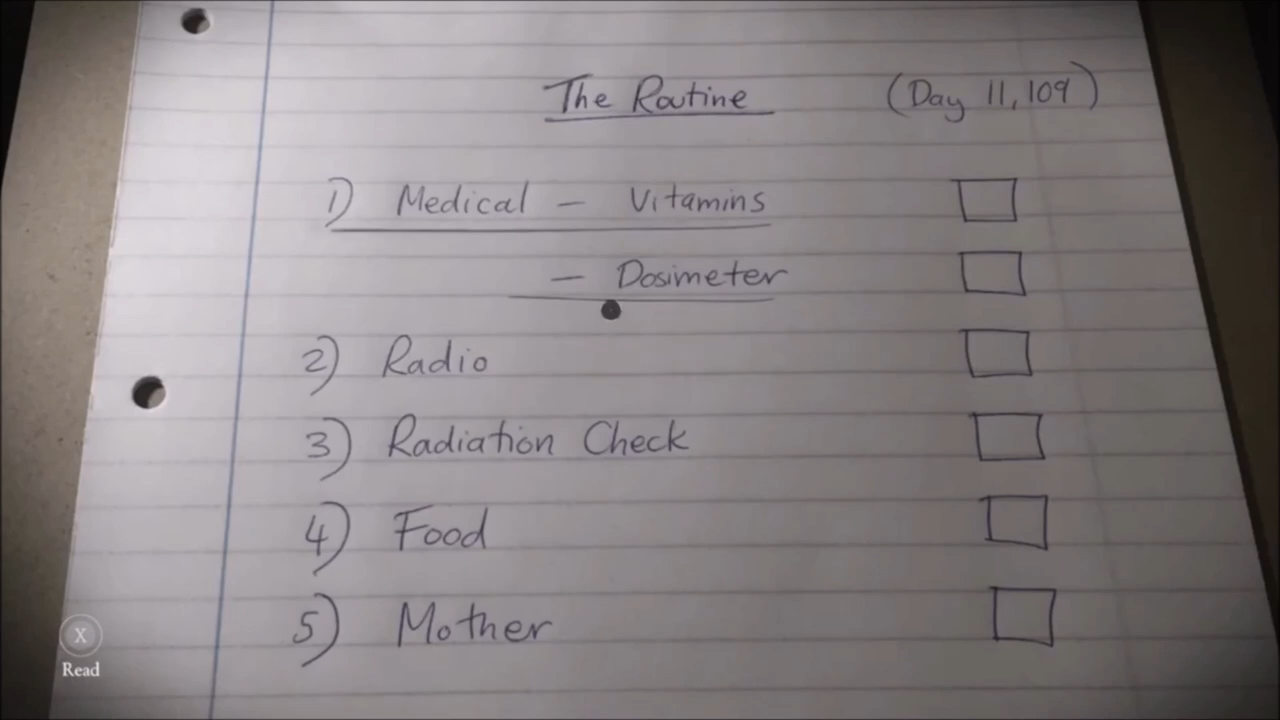 The Routine (Day 11,109)
1) Medical - Vitamins
- Dosimeter
2) Radio
3) Radiation Check
4) Food
5) Mother
X
Read